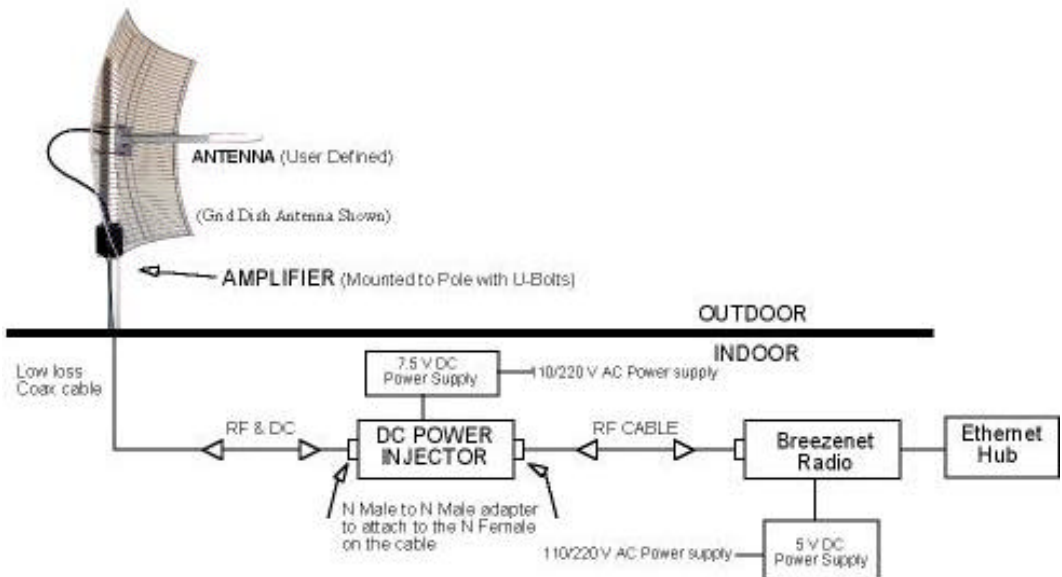 ANTENNA (User Defined)
(Grid Dish Antenna Shown)
AMPLIFIER (Mounted to Pole with U-Bolts)
OUTDOOR
INDOOR
Low loss
Coax cable
7.5 V DC
Power Supply
110/220 V AC Power supply
RF & DC
DC POWER
INJECTOR
RF CABLE
Breezenet
Radio
Ethernet
Hub
N Male to N Male adapter
to attach to the N Female
on the cable
110/220 V AC Power supply
5 V DC
Power Supply